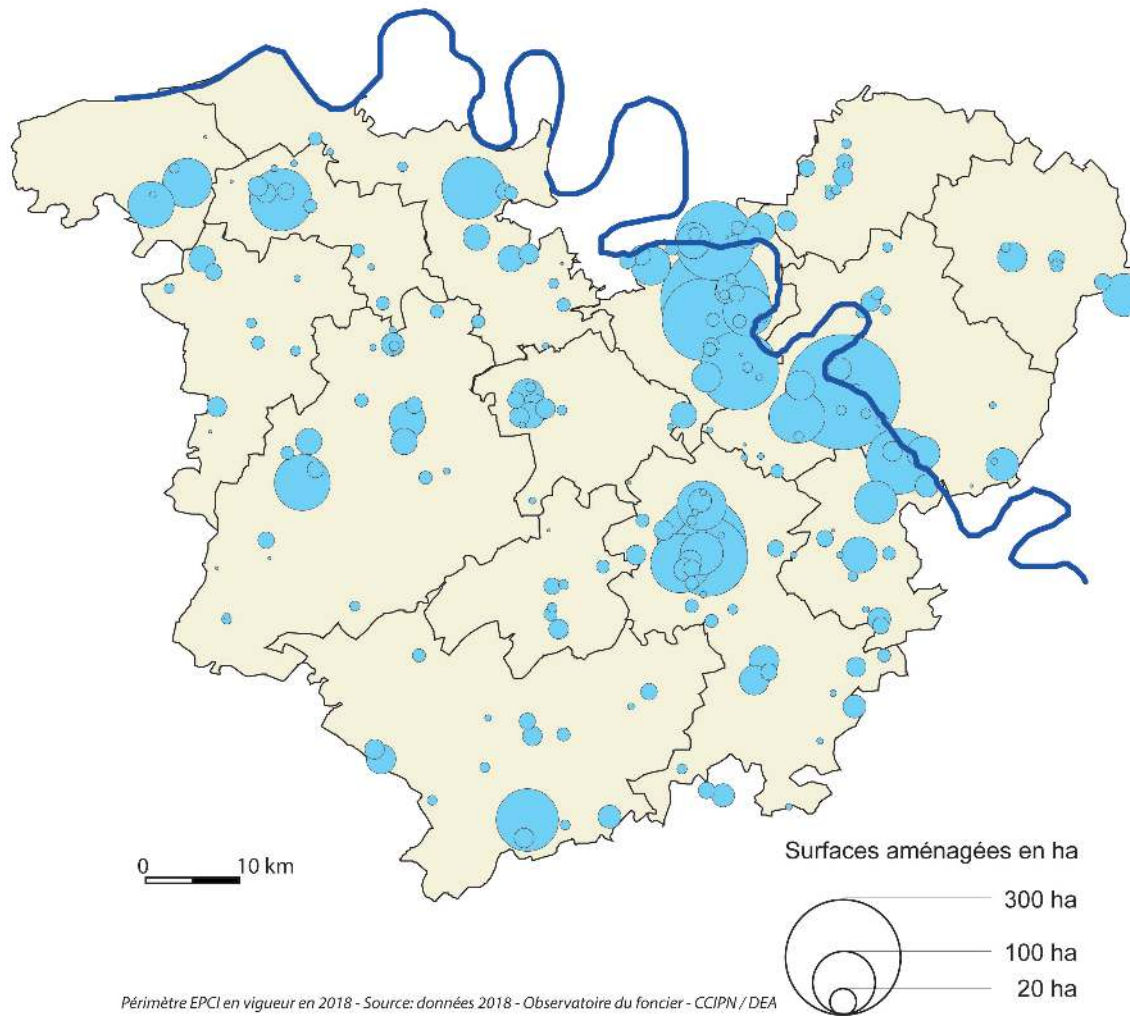 0
10 km
Surfaces aménagées en ha
300 ha
100 ha
20 ha
Périmètre EPCI en vigueur en 2018 - Source: données 2018 - Observatoire du foncier - CCIPN / DEA